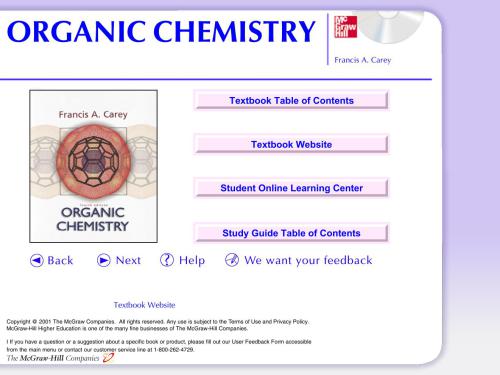 ORGANIC CHEMISTRY
Mc
Graw
Hill
Francis A. Carey
Francis A. Carey
fourth edition
ORGANIC
CHEMISTRY
Textbook Table of Contents
Textbook Website
Student Online Learning Center
Study Guide Table of Contents
Back Next Help We want your feedback
Textbook Website
Copyright © 2001 The McGraw Companies. All rights reserved. Any use is subject to the Terms of Use and Privacy Policy.
McGraw-Hill Higher Education is one of the many fine businesses of The McGraw-Hill Companies.
I If you have a question or a suggestion about a specific book or product, please fill out our User Feedback Form accessible
from the main menu or contact our customer service line at 1-800-262-4729.
The McGraw-Hill Companies